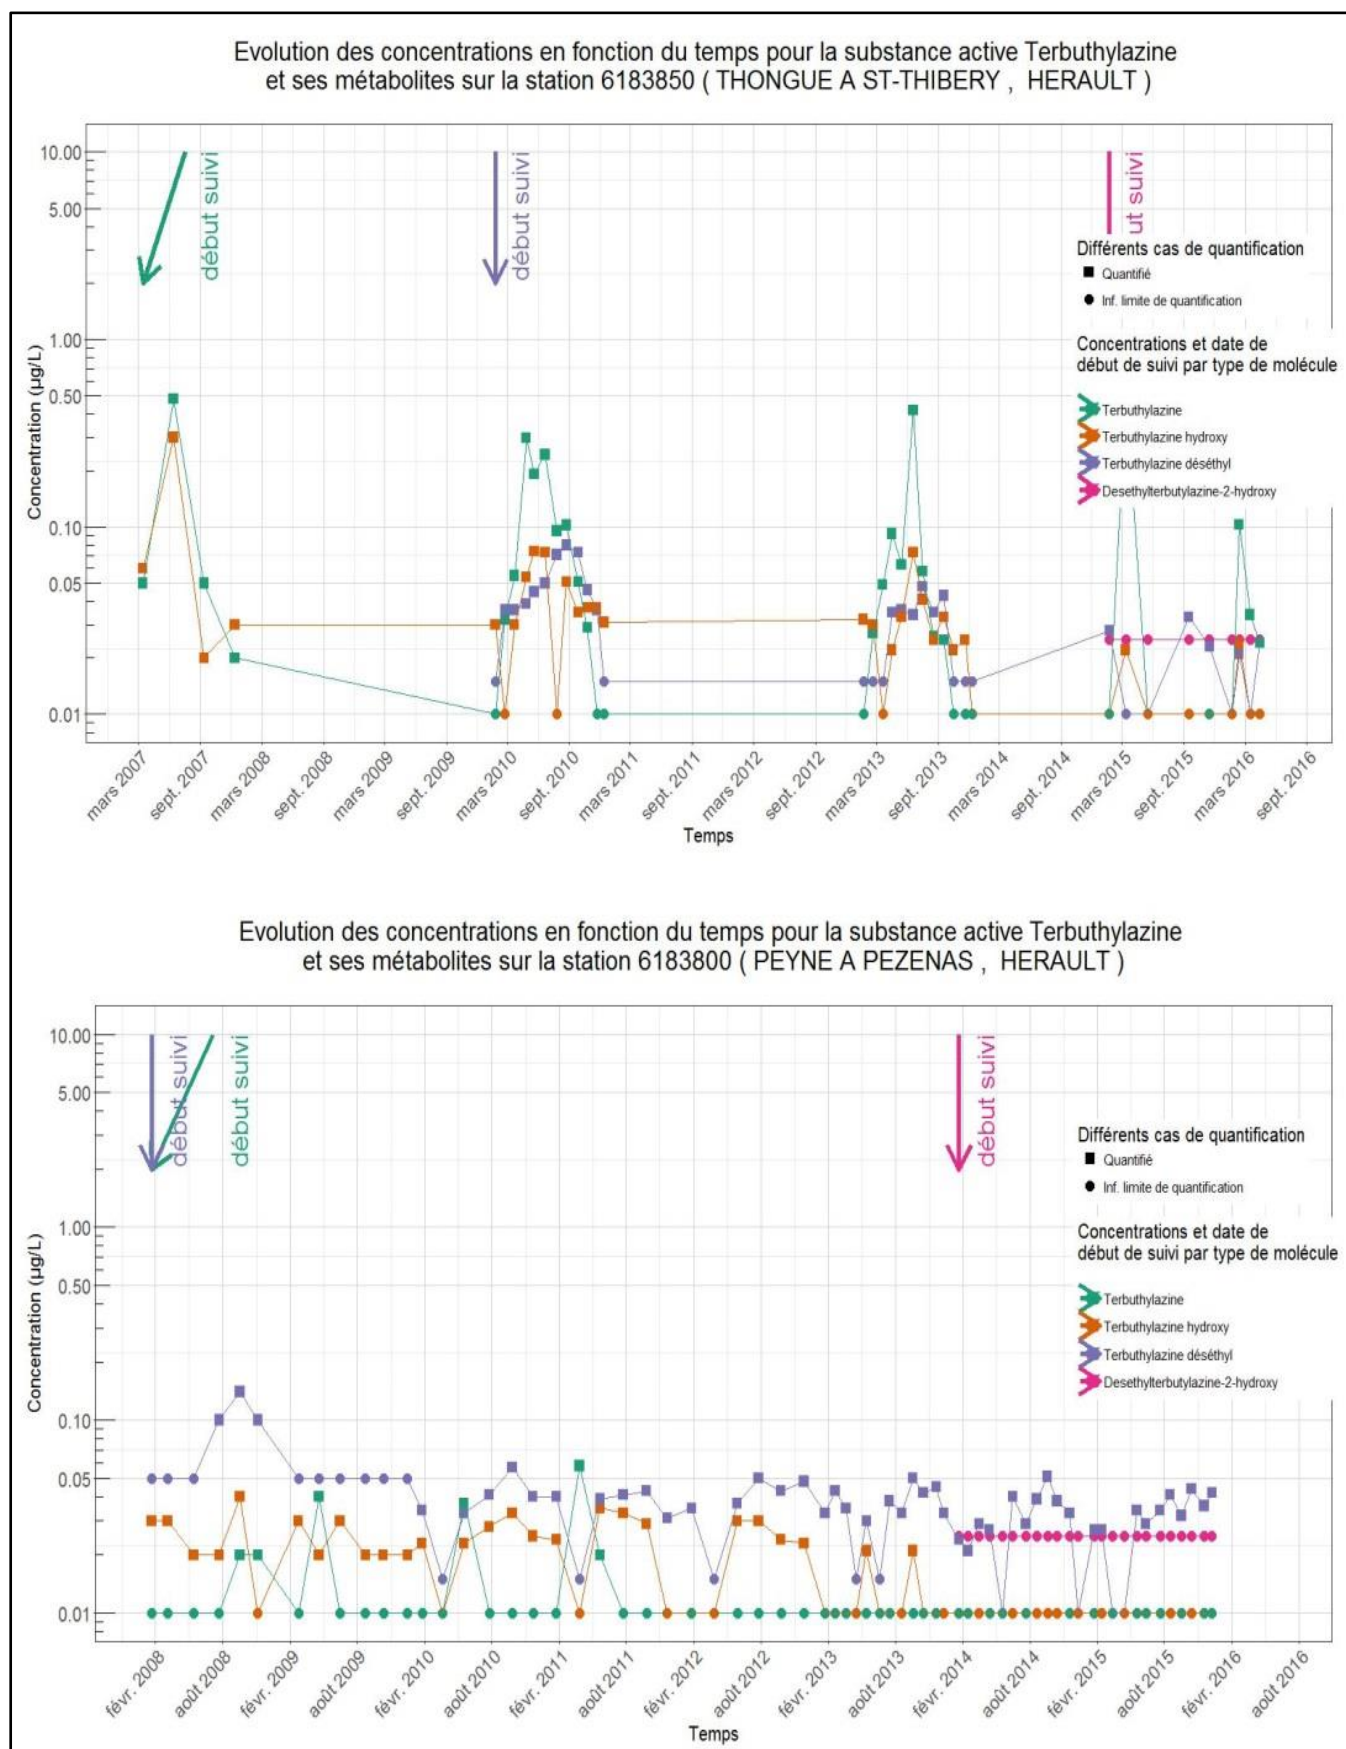 Evolution des concentrations en fonction du temps pour la substance active Terbuthylazine
et ses métabolites sur la station 6183850 ( THONGUE A ST-THIBERY , HERAULT )
10.00
5.00
1.00
0.50
0.10
0.05
0.01
Concentration (µg/L)
début suivi
début suivi
ut suivi
Différents cas de quantification
Quantifié
Inf. limite de quantification
Concentrations et date de
début de suivi par type de molécule
Terbuthylazine
Terbuthylazine hydroxy
Terbuthylazine déséthyl
Desethylterbutylazine-2-hydroxy
mars 2007
sept. 2007
mars 2008
sept. 2008
mars 2009
sept. 2009
mars 2010
sept. 2010
mars 2011
sept. 2011
mars 2012
sept. 2012
mars 2013
sept. 2013
mars 2014
sept. 2014
mars 2015
sept. 2015
mars 2016
sept. 2016
Temps
Evolution des concentrations en fonction du temps pour la substance active Terbuthylazine
et ses métabolites sur la station 6183800 ( PEYNE A PEZENAS , HERAULT )
10.00
5.00
1.00
0.50
0.10
0.05
0.01
Concentration (µg/L)
début suivi
début suivi
début suivi
Différents cas de quantification
Quantifié
Inf. limite de quantification
Concentrations et date de
début de suivi par type de molécule
Terbuthylazine
Terbuthylazine hydroxy
Terbuthylazine déséthyl
Desethylterbutylazine-2-hydroxy
févr. 2008
août 2008
févr. 2009
août 2009
févr. 2010
août 2010
févr. 2011
août 2011
févr. 2012
août 2012
févr. 2013
août 2013
févr. 2014
août 2014
févr. 2015
août 2015
févr. 2016
août 2016
Temps